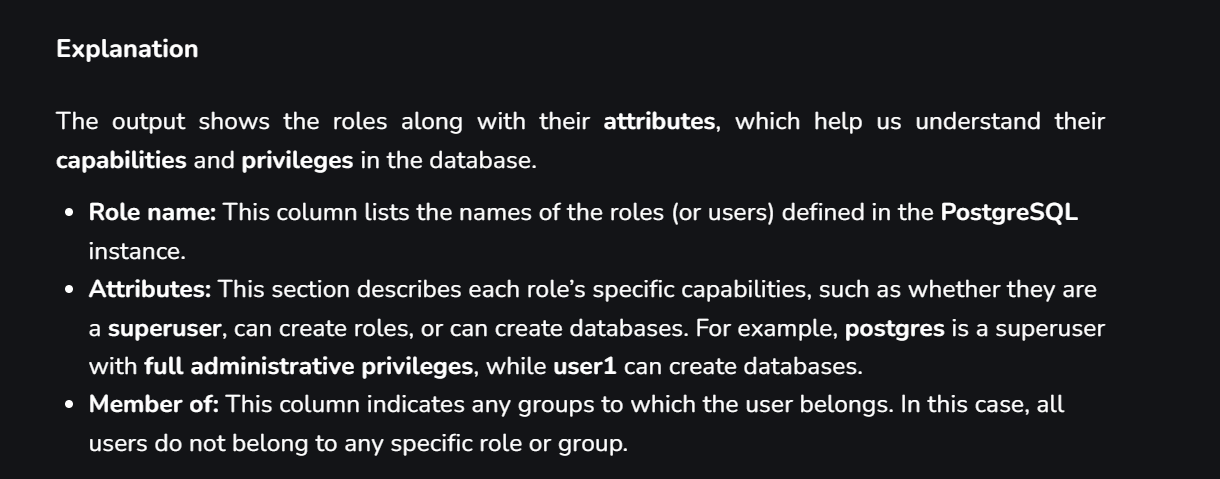 Explanation
The output shows the roles along with their attributes, which help us understand their
capabilities and privileges in the database.
• Role name: This column lists the names of the roles (or users) defined in the PostgreSQL
instance.
• Attributes: This section describes each role’s specific capabilities, such as whether they are
a superuser, can create roles, or can create databases. For example, postgres is a superuser
with full administrative privileges, while user1 can create databases.
• Member of: This column indicates any groups to which the user belongs. In this case, all
users do not belong to any specific role or group.